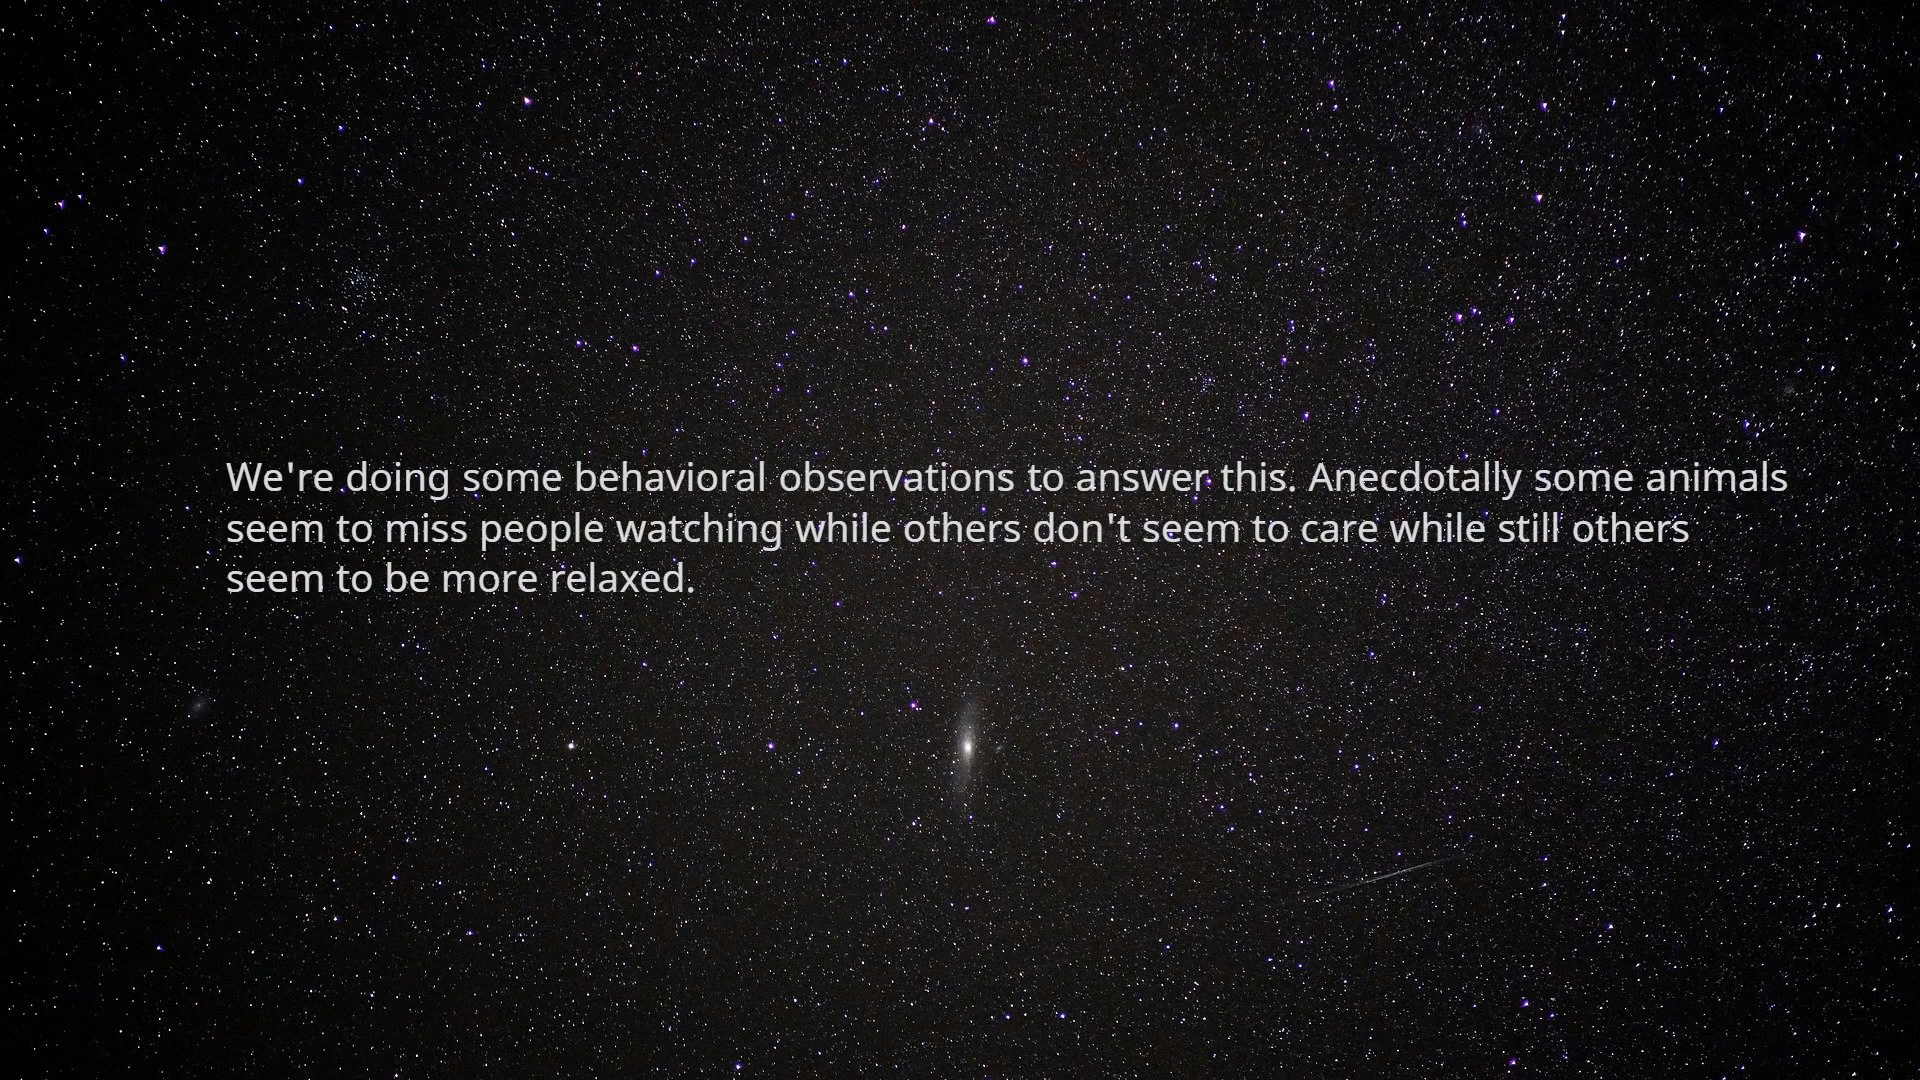 We're doing some behavioral observations to answer this. Anecdotally some animals
seem to miss people watching while others don't seem to care while still others
seem to be more relaxed.